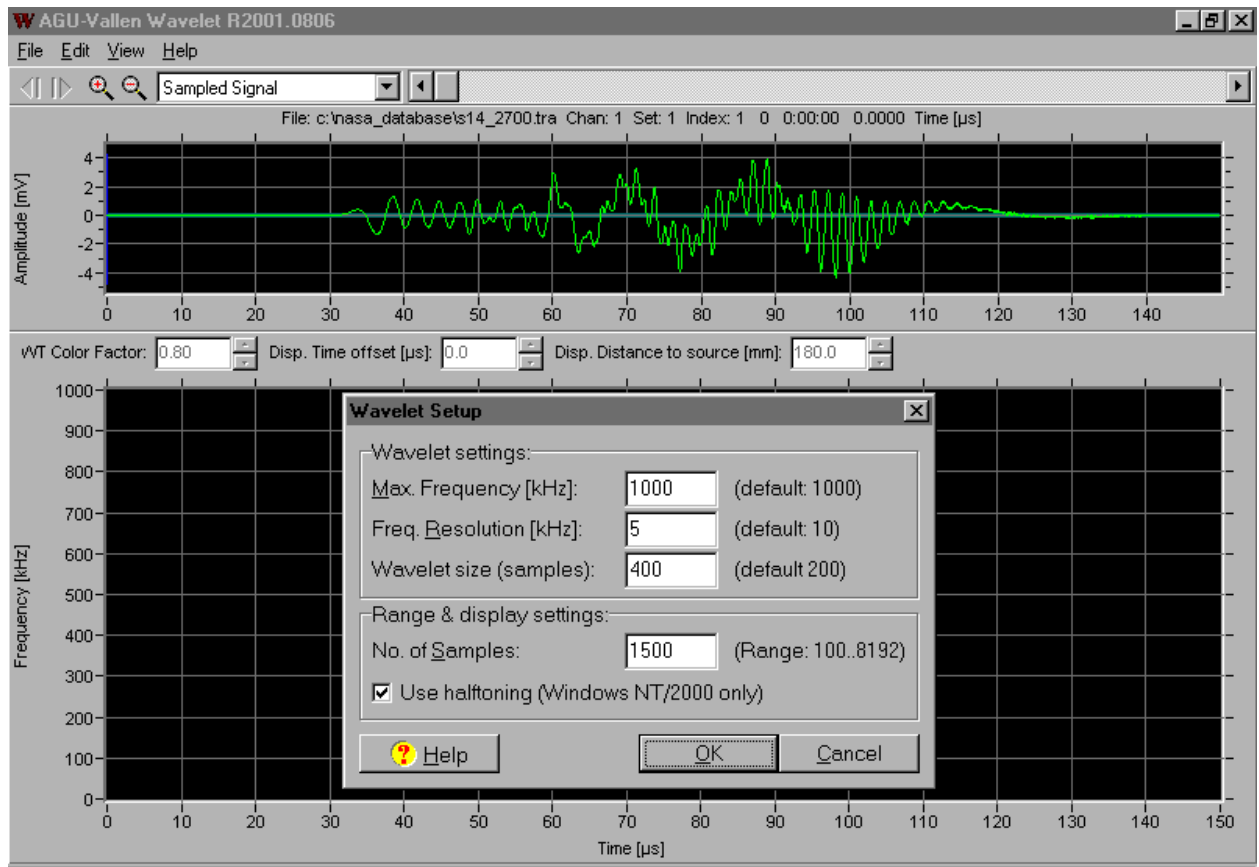 AGU-Vallen Wavelet R2001.0806
File Edit View Help
Sampled Signal
File: c:\nasa_database\s14_2700.tra Chan: 1 Set: 1 Index: 1 0 0:00:00 0.0000 Time [µs]
Amplitude [mV]
4
2
0
-2
-4
0 10 20 30 40 50 60 70 80 90 100 110 120 130 140
WT Color Factor: 0.80 Disp. Time offset [µs]: 0.0 Disp. Distance to source [mm]: 180.0
Frequency [kHz]
1000
900
800
700
600
500
400
300
200
100
0
Wavelet Setup
Wavelet settings:
Max. Frequency [kHz]: 1000 (default: 1000)
Freq. Resolution [kHz]: 5 (default: 10)
Wavelet size (samples): 400 (default 200)
Range & display settings:
No. of Samples: 1500 (Range: 100..8192)
Use halftoning (Windows NT/2000 only)
? Help OK Cancel
0 10 20 30 40 50 60 70 80 90 100 110 120 130 140 150
Time [µs]